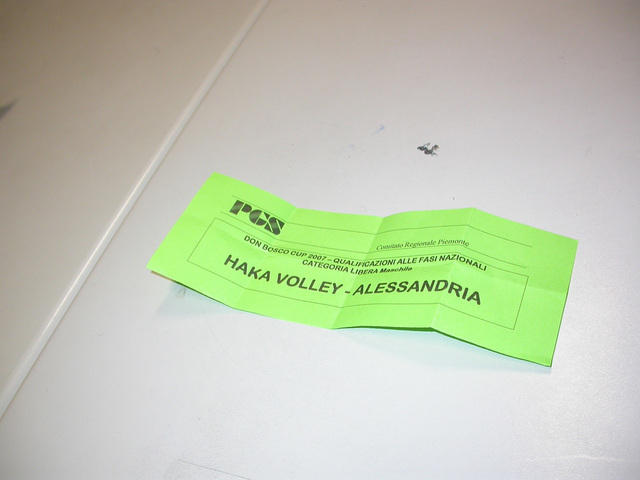 PGS
Comitato Regionale Piemonte
DON BOSCO CUP 2007 – QUALIFICAZIONI ALLE FASI NAZIONALI
CATEGORIA LIBERA Maschile
HAKA VOLLEY - ALESSANDRIA